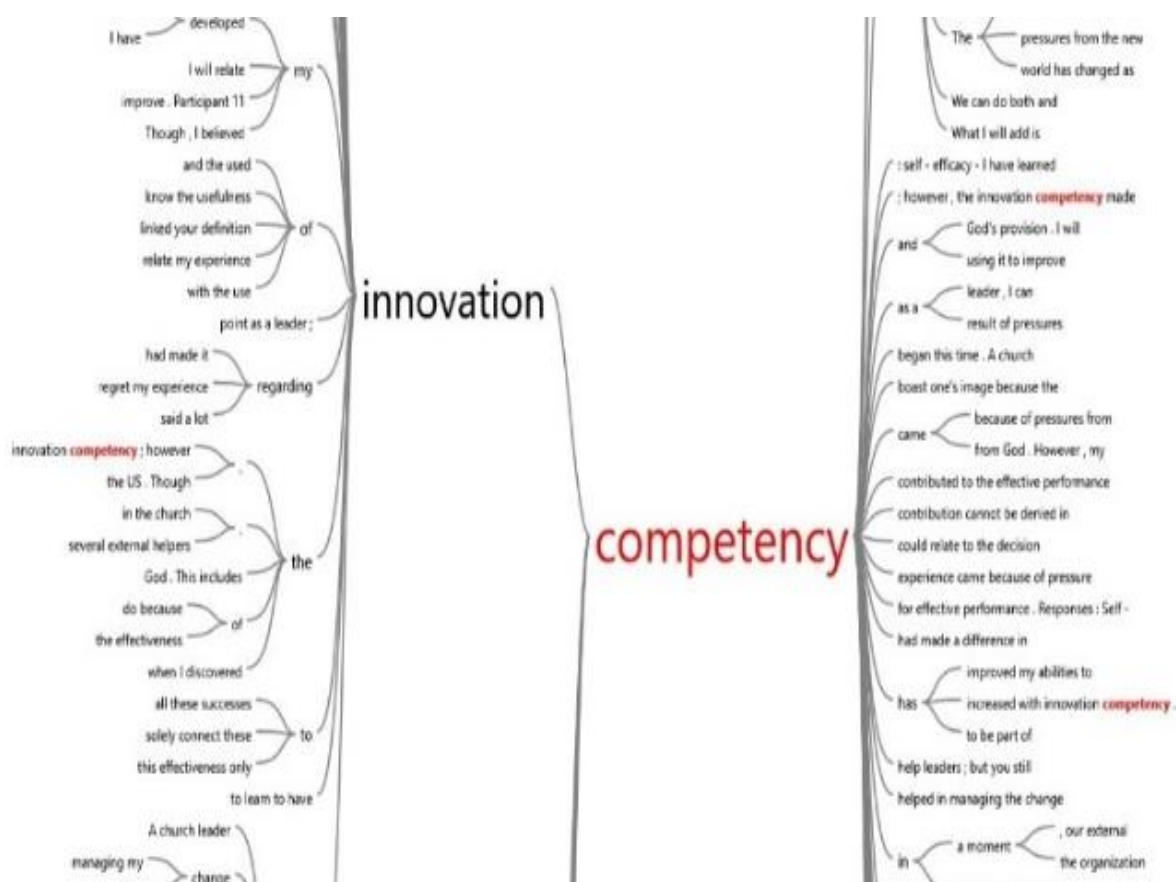 developed
I have
I will relate
my
improve . Participant 11
Though , I believed
and the used
know the usefulness
linked your definition
of
relate my experience
with the use
point as a leader ;
had made it
regret my experience
regarding
said a lot
innovation competency ; however
,
the US . Though
in the church
,
several external helpers
the
God . This includes
do because
of
the effectiveness
when I discovered
all these successes
solely connect these
to
this effectiveness only
to learn to have
A church leader
managing my
change
innovation
competency
The
pressures from the new
world has changed as
We can do both and
What I will add is
: self - efficacy - I have learned
; however , the innovation competency made
and
God's provision . I will
using it to improve
as a
leader , I can
result of pressures
began this time . A church
boast one's image because the
came
because of pressures from
from God . However , my
contributed to the effective performance
contribution cannot be denied in
could relate to the decision
experience came because of pressure
for effective performance . Responses : Self -
had made a difference in
has
improved my abilities to
increased with innovation competency .
to be part of
help leaders ; but you still
helped in managing the change
in
a moment
, our external
the organization